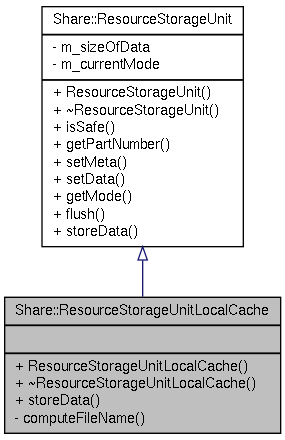 Share::ResourceStorageUnit
- m_sizeOfData
- m_currentMode
+ ResourceStorageUnit()
+ ~ResourceStorageUnit()
+ isSafe()
+ getPartNumber()
+ setMeta()
+ setData()
+ getMode()
+ flush()
+ storeData()
Share::ResourceStorageUnitLocalCache
+ ResourceStorageUnitLocalCache()
+ ~ResourceStorageUnitLocalCache()
+ storeData()
- computeFileName()